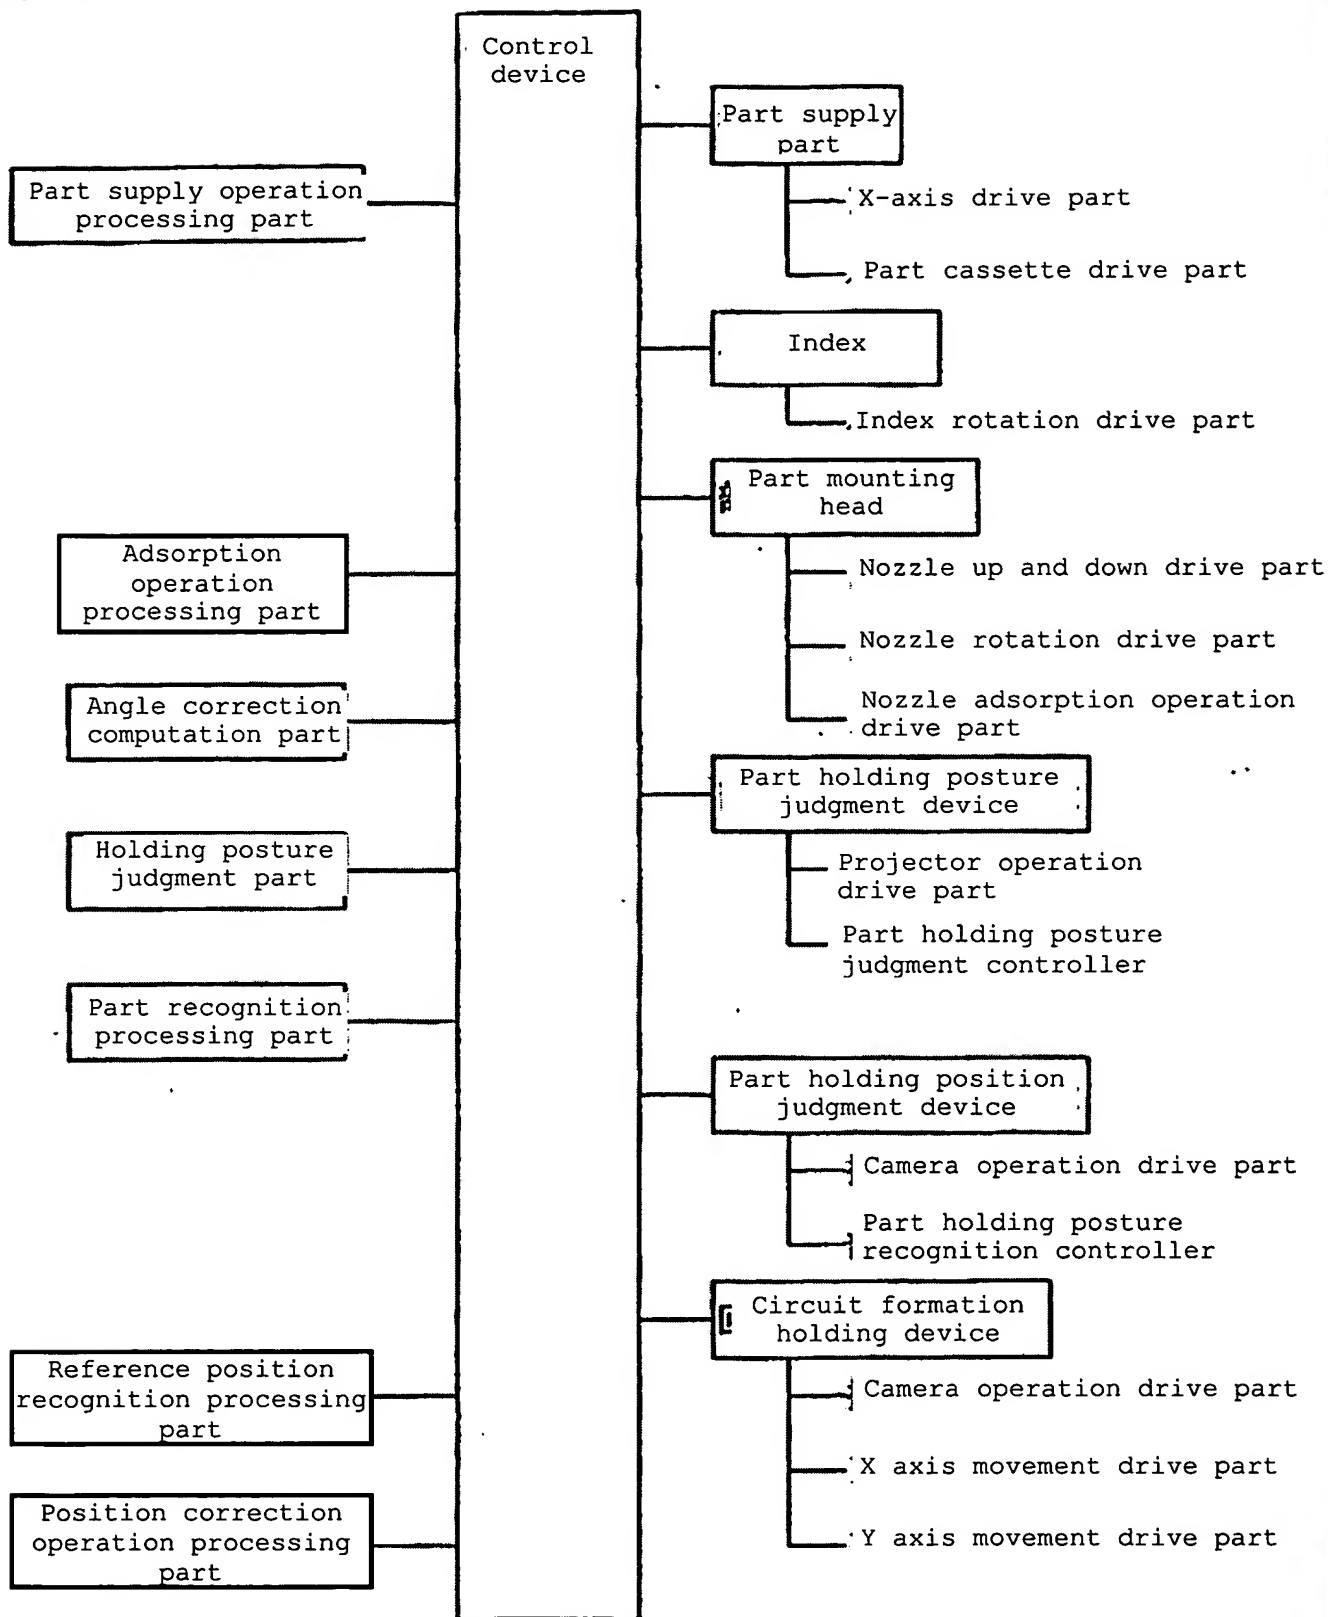 Control
device
Part supply operation
processing part
Adsorption
operation
processing part
Angle correction
computation part
Holding posture
judgment part
Part recognition
processing part
Reference position
recognition processing
part
Position correction
operation processing
part
Part supply
part
X-axis drive part
Part cassette drive part
Index
Index rotation drive part
Part mounting
head
Nozzle up and down drive part
Nozzle rotation drive part
Nozzle adsorption operation
drive part
Part holding posture
judgment device
Projector operation
drive part
Part holding posture
judgment controller
Part holding position
judgment device
Camera operation drive part
Part holding posture
recognition controller
Circuit formation
holding device
Camera operation drive part
X axis movement drive part
Y axis movement drive part